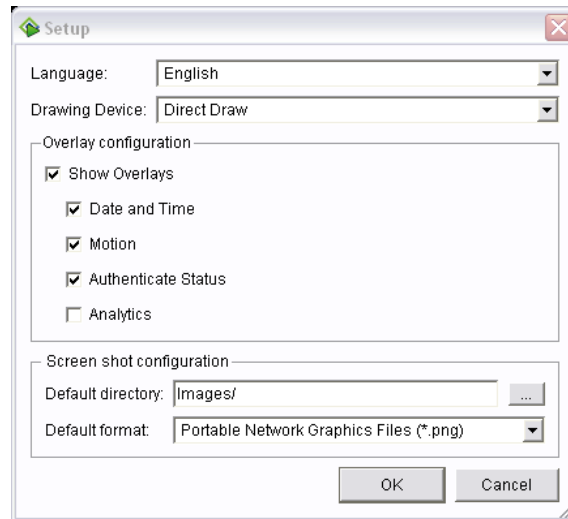 Setup
Language: English
Drawing Device: Direct Draw
Overlay configuration
Show Overlays
Date and Time
Motion
Authenticate Status
Analytics
Screen shot configuration
Default directory: Images/ ...
Default format: Portable Network Graphics Files (*.png)
OK Cancel